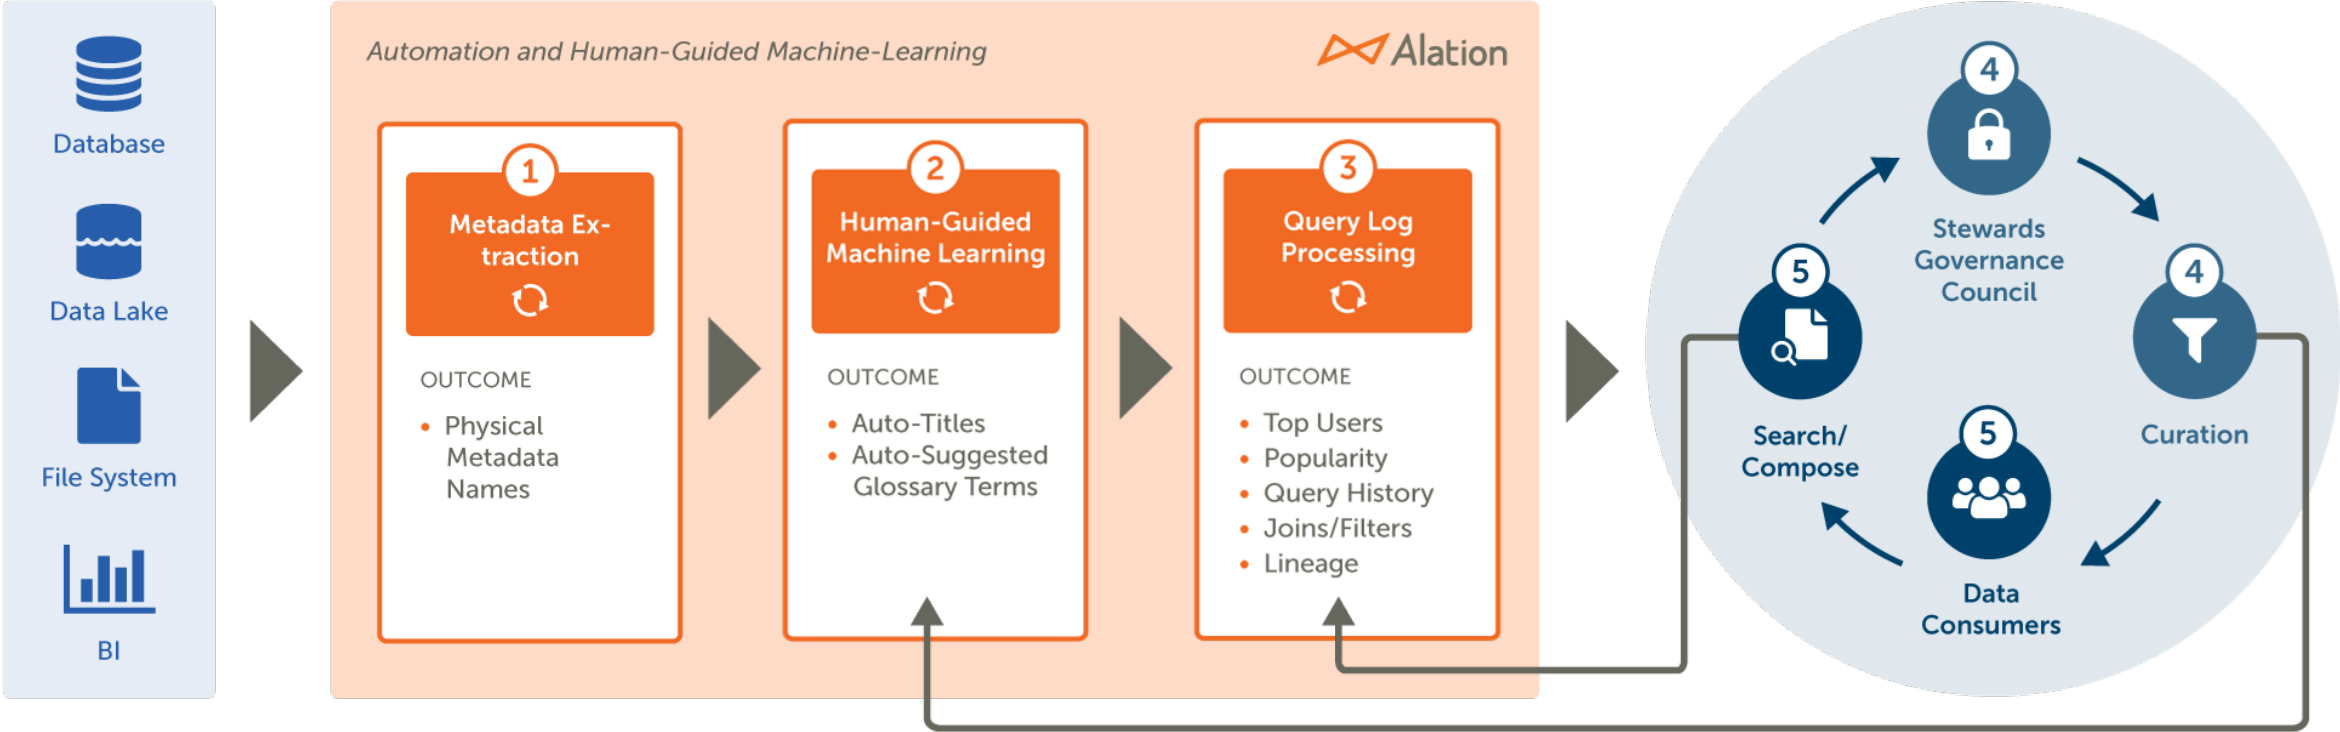 Database
Data Lake
File System
BI
Automation and Human-Guided Machine-Learning
Alation
1
Metadata Ex-
traction
OUTCOME
• Physical
Metadata
Names
2
Human-Guided
Machine Learning
OUTCOME
• Auto-Titles
• Auto-Suggested
Glossary Terms
3
Query Log
Processing
OUTCOME
• Top Users
• Popularity
• Query History
• Joins/Filters
• Lineage
4
Stewards
Governance
Council
4
Curation
5
Data
Consumers
5
Search/
Compose